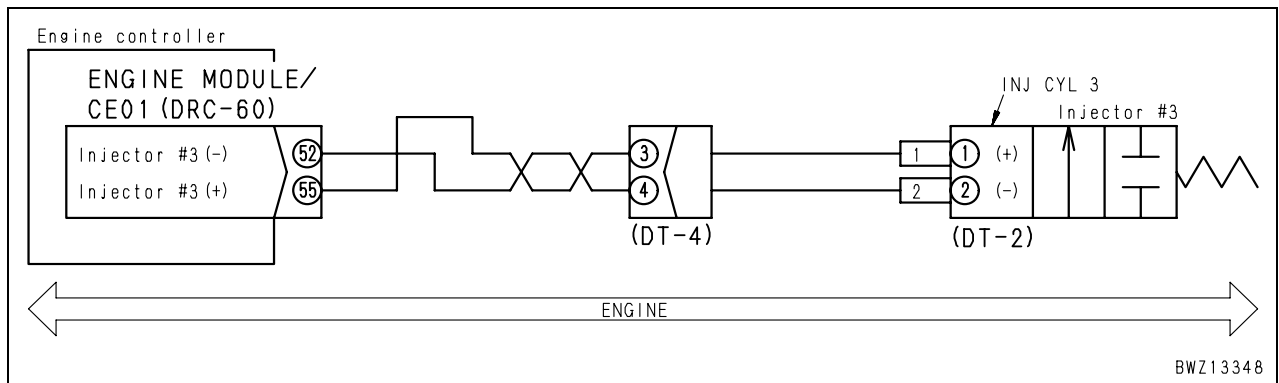 Engine controller
ENGINE MODULE/
CE01 (DRC-60)
Injector #3 (-) 52
Injector #3 (+) 55
3
4
(DT-4)
INJ CYL 3
Injector #3
1 1 (+)
2 2 (-)
(DT-2)
ENGINE
BWZ13348